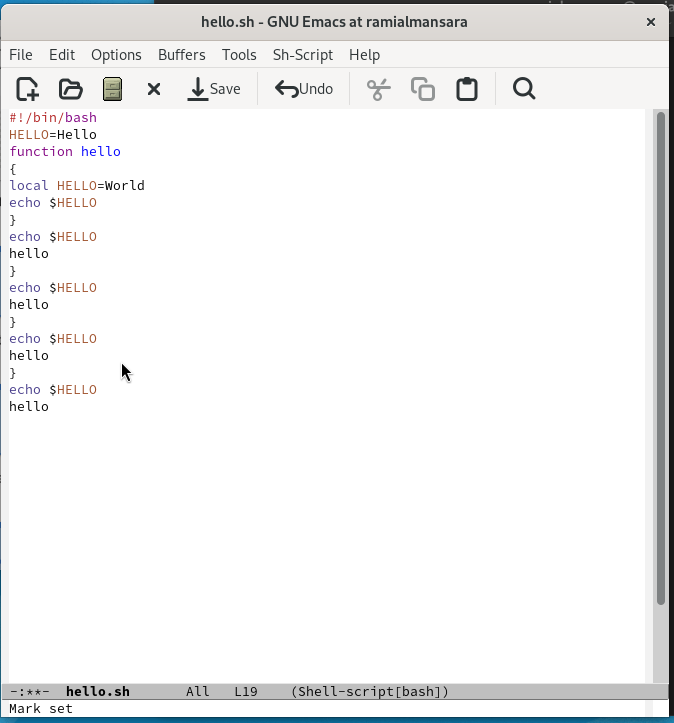 hello.sh - GNU Emacs at ramialmansara
File Edit Options Buffers Tools Sh-Script Help
Save Undo
#!/bin/bash
HELLO=Hello
function hello
{
local HELLO=World
echo $HELLO
}
echo $HELLO
hello
}
echo $HELLO
hello
}
echo $HELLO
hello
}
echo $HELLO
hello
-:**- hello.sh All L19 (Shell-script[bash])
Mark set